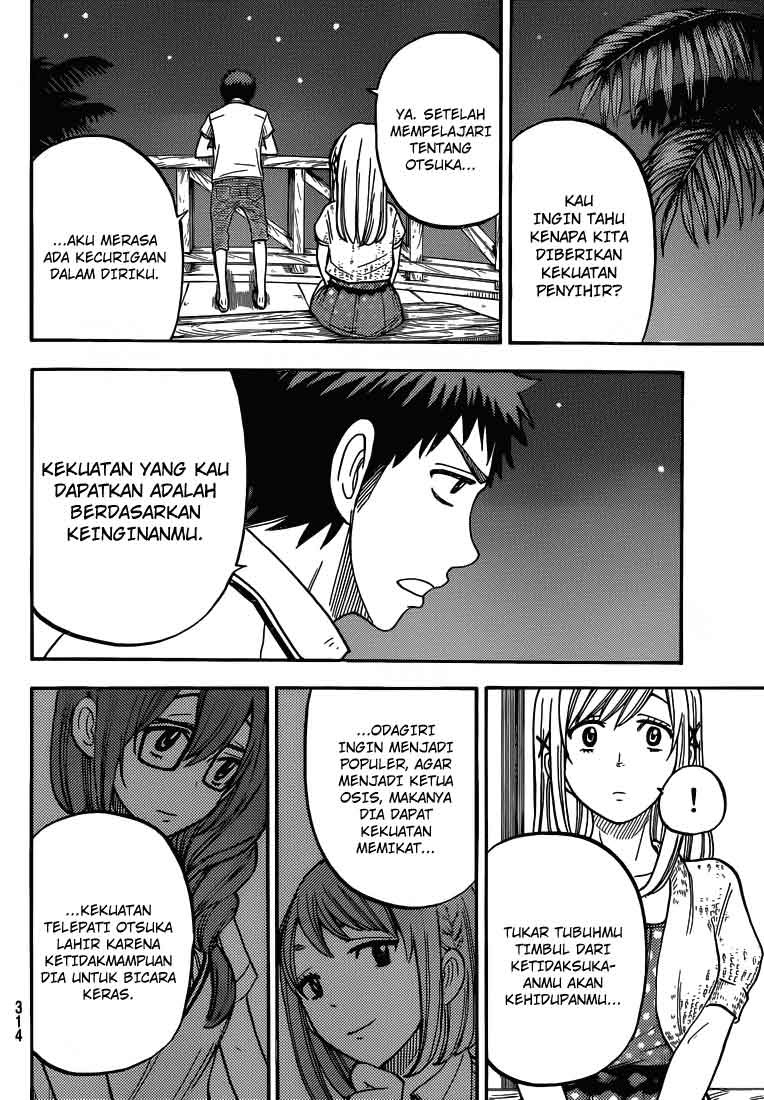 KAU
INGIN TAHU
KENAPA KITA
DIBERIKAN
KEKUATAN
PENYIHIR?
YA. SETELAH
MEMPELAJARI
TENTANG
OTSUKA...
...AKU MERASA
ADA KECURIGAAN
DALAM DIRIKU.
KEKUATAN YANG KAU
DAPATKAN ADALAH
BERDASARKAN
KEINGINANMU.
!
TUKAR TUBUHMU
TIMBUL DARI
KETIDAKSUKA-
ANMU AKAN
KEHIDUPANMU...
...ODAGIRI
INGIN MENJADI
POPULER, AGAR
MENJADI KETUA
OSIS, MAKANYA
DIA DAPAT
KEKUATAN
MEMIKAT...
...KEKUATAN
TELEPATI OTSUKA
LAHIR KARENA
KETIDAKMAMPUAN
DIA UNTUK BICARA
KERAS.
314